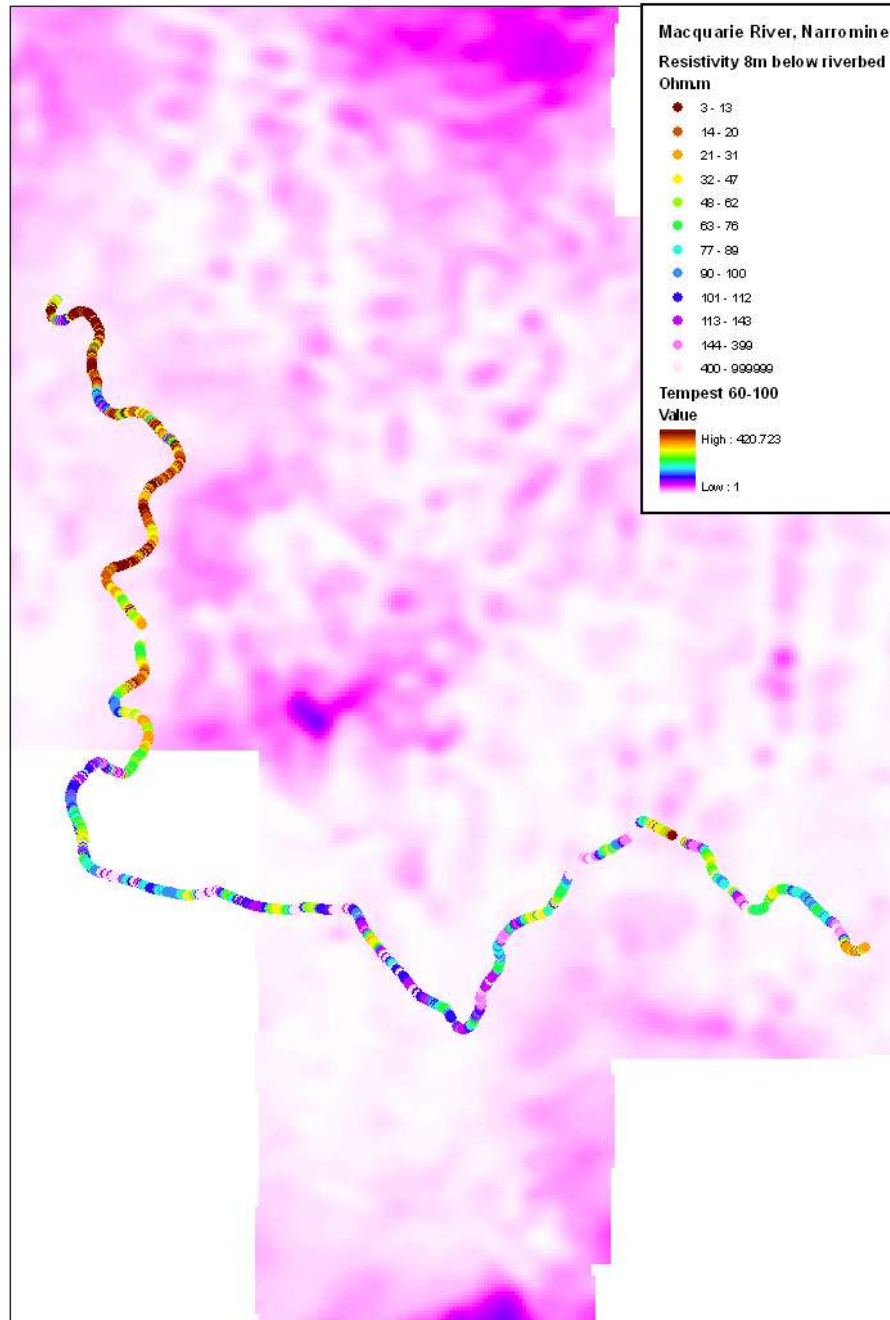 Macquarie River, Narromine
Resistivity 8m below riverbed
Ohm.m
3 - 13
14 - 20
21 - 31
32 - 47
48 - 62
63 - 76
77 - 89
90 - 100
101 - 112
113 - 143
144 - 399
400 - 999999
Tempest 60-100
Value
High : 420.723
Low : 1